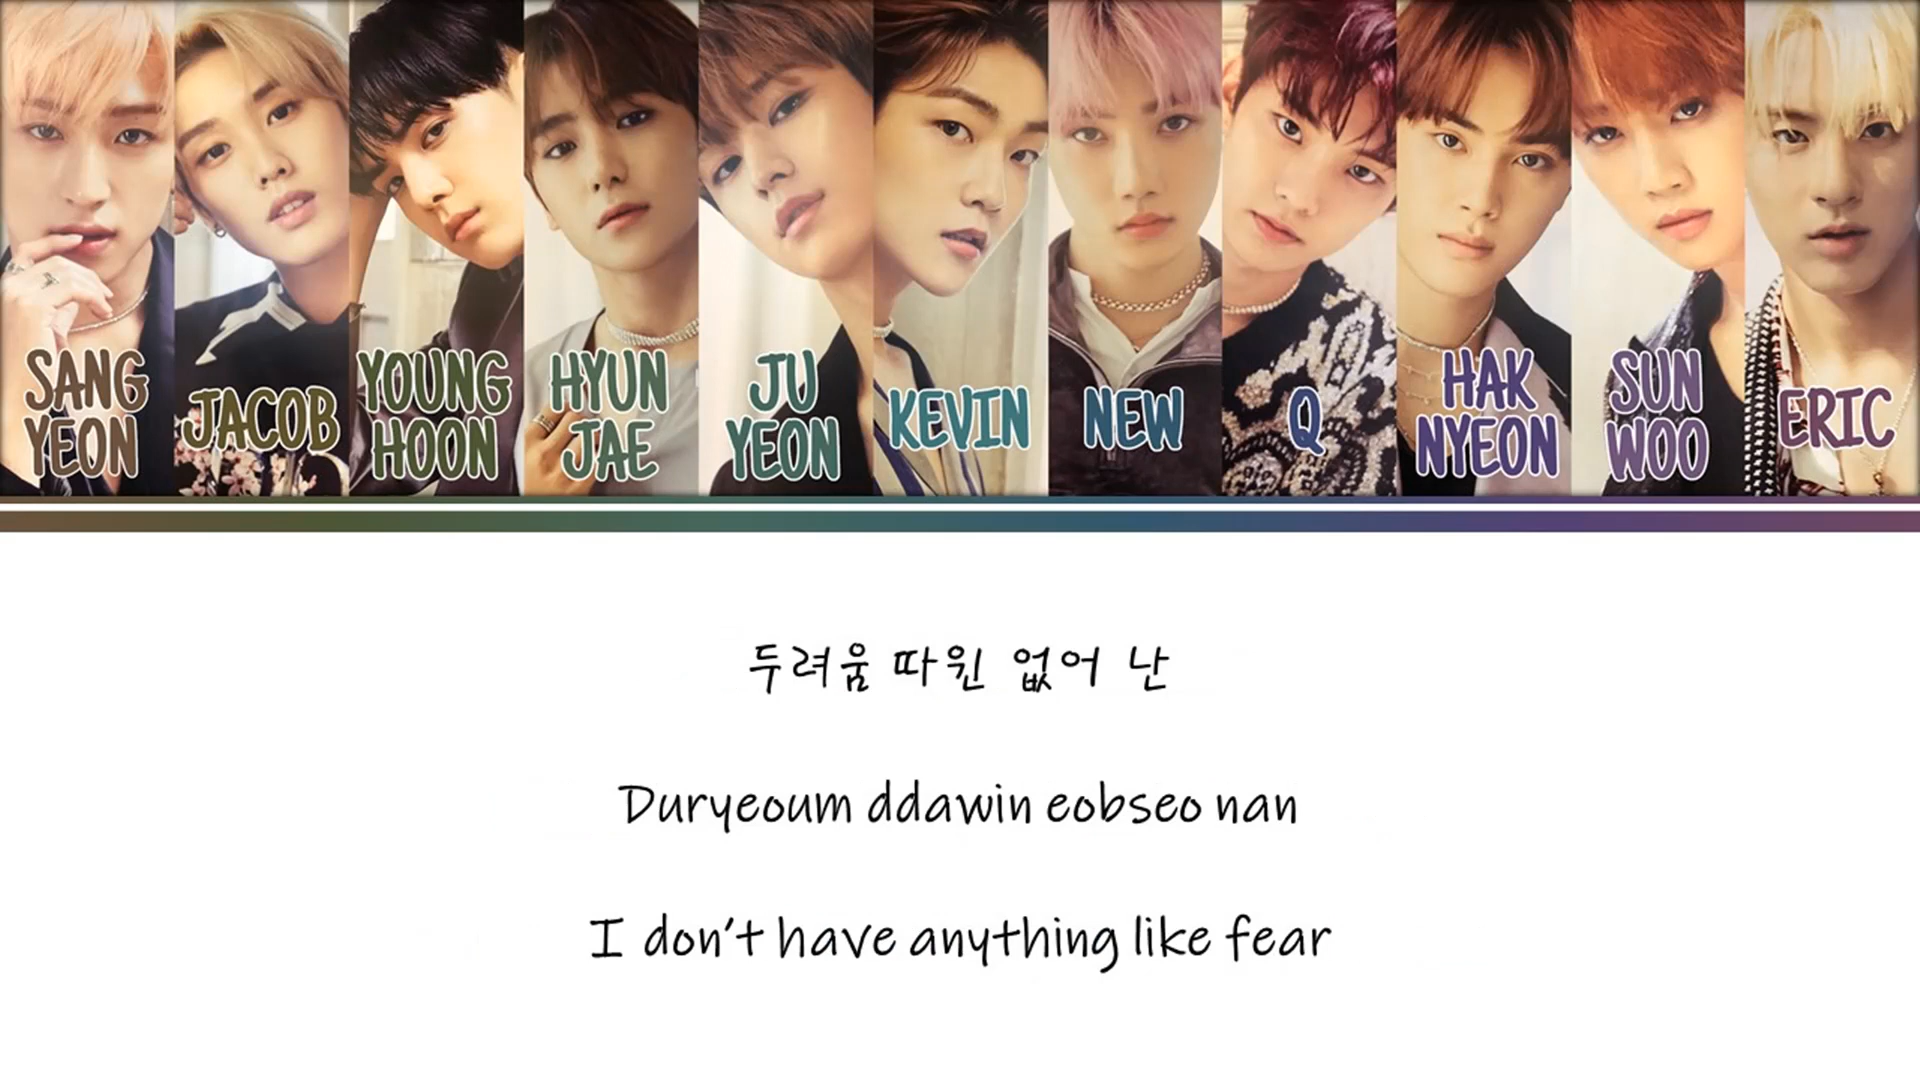 SANG
YEON
JACOB
YOUNG
HOON
HYUN
JAE
JU
YEON
KEVIN
NEW
Q
HAK
NYEON
SUN
WOO
ERIC
두려움 따윈 없어 난
Duryeoum ddawin eobseo nan
I don't have anything like fear